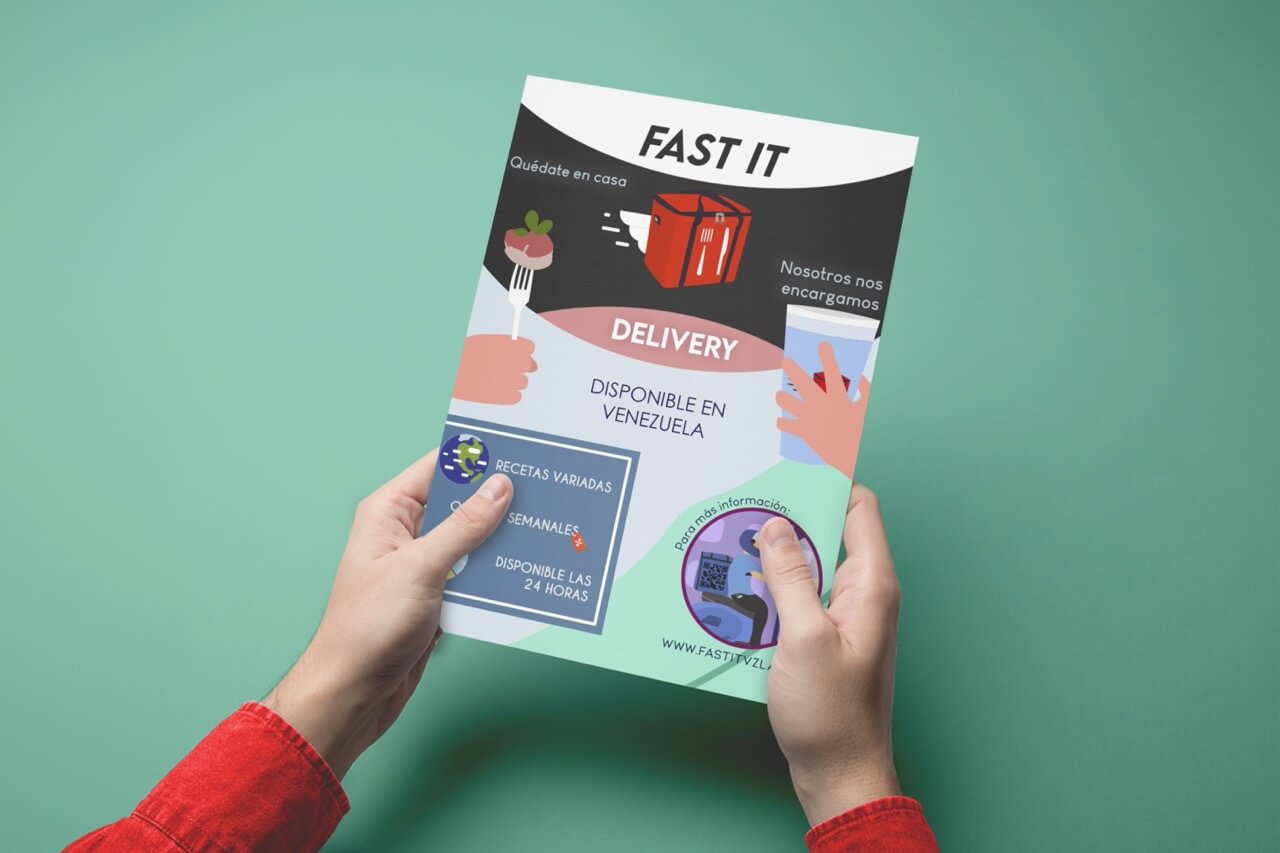 FAST IT
Quédate en casa
Nosotros nos
encargamos
DELIVERY
DISPONIBLE EN
VENEZUELA
RECETAS VARIADAS
SEMANALES
DISPONIBLE LAS
24 HORAS
Para más información:
WWW.FASTITVZLA